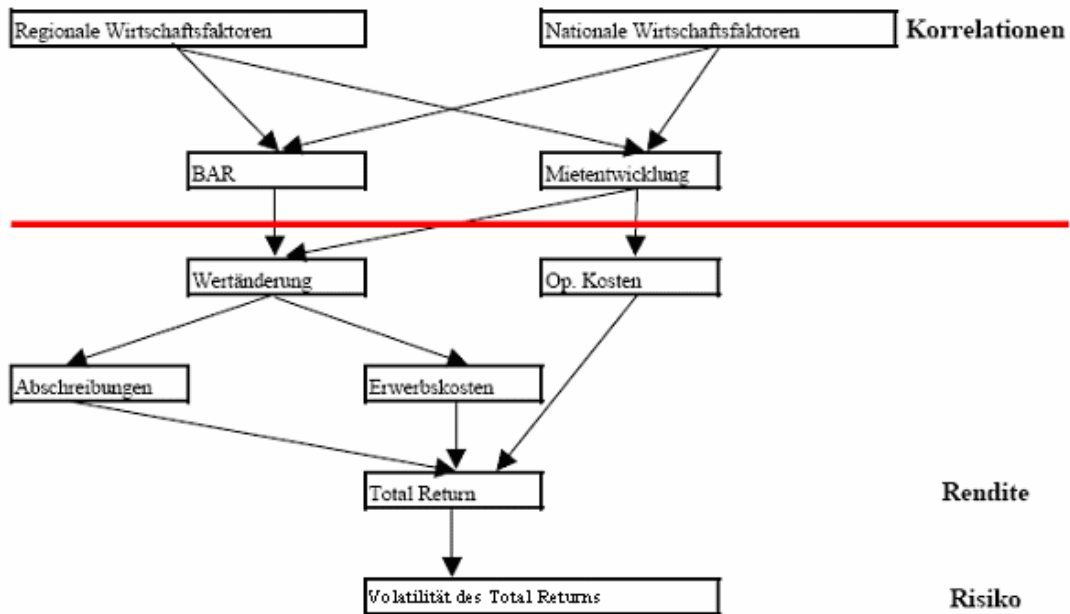 Regionale Wirtschaftsfaktoren
Nationale Wirtschaftsfaktoren
Korrelationen
BAR
Mietentwicklung
Wertänderung
Op. Kosten
Abschreibungen
Erwerbskosten
Total Return
Rendite
Volatilität des Total Returns
Risiko